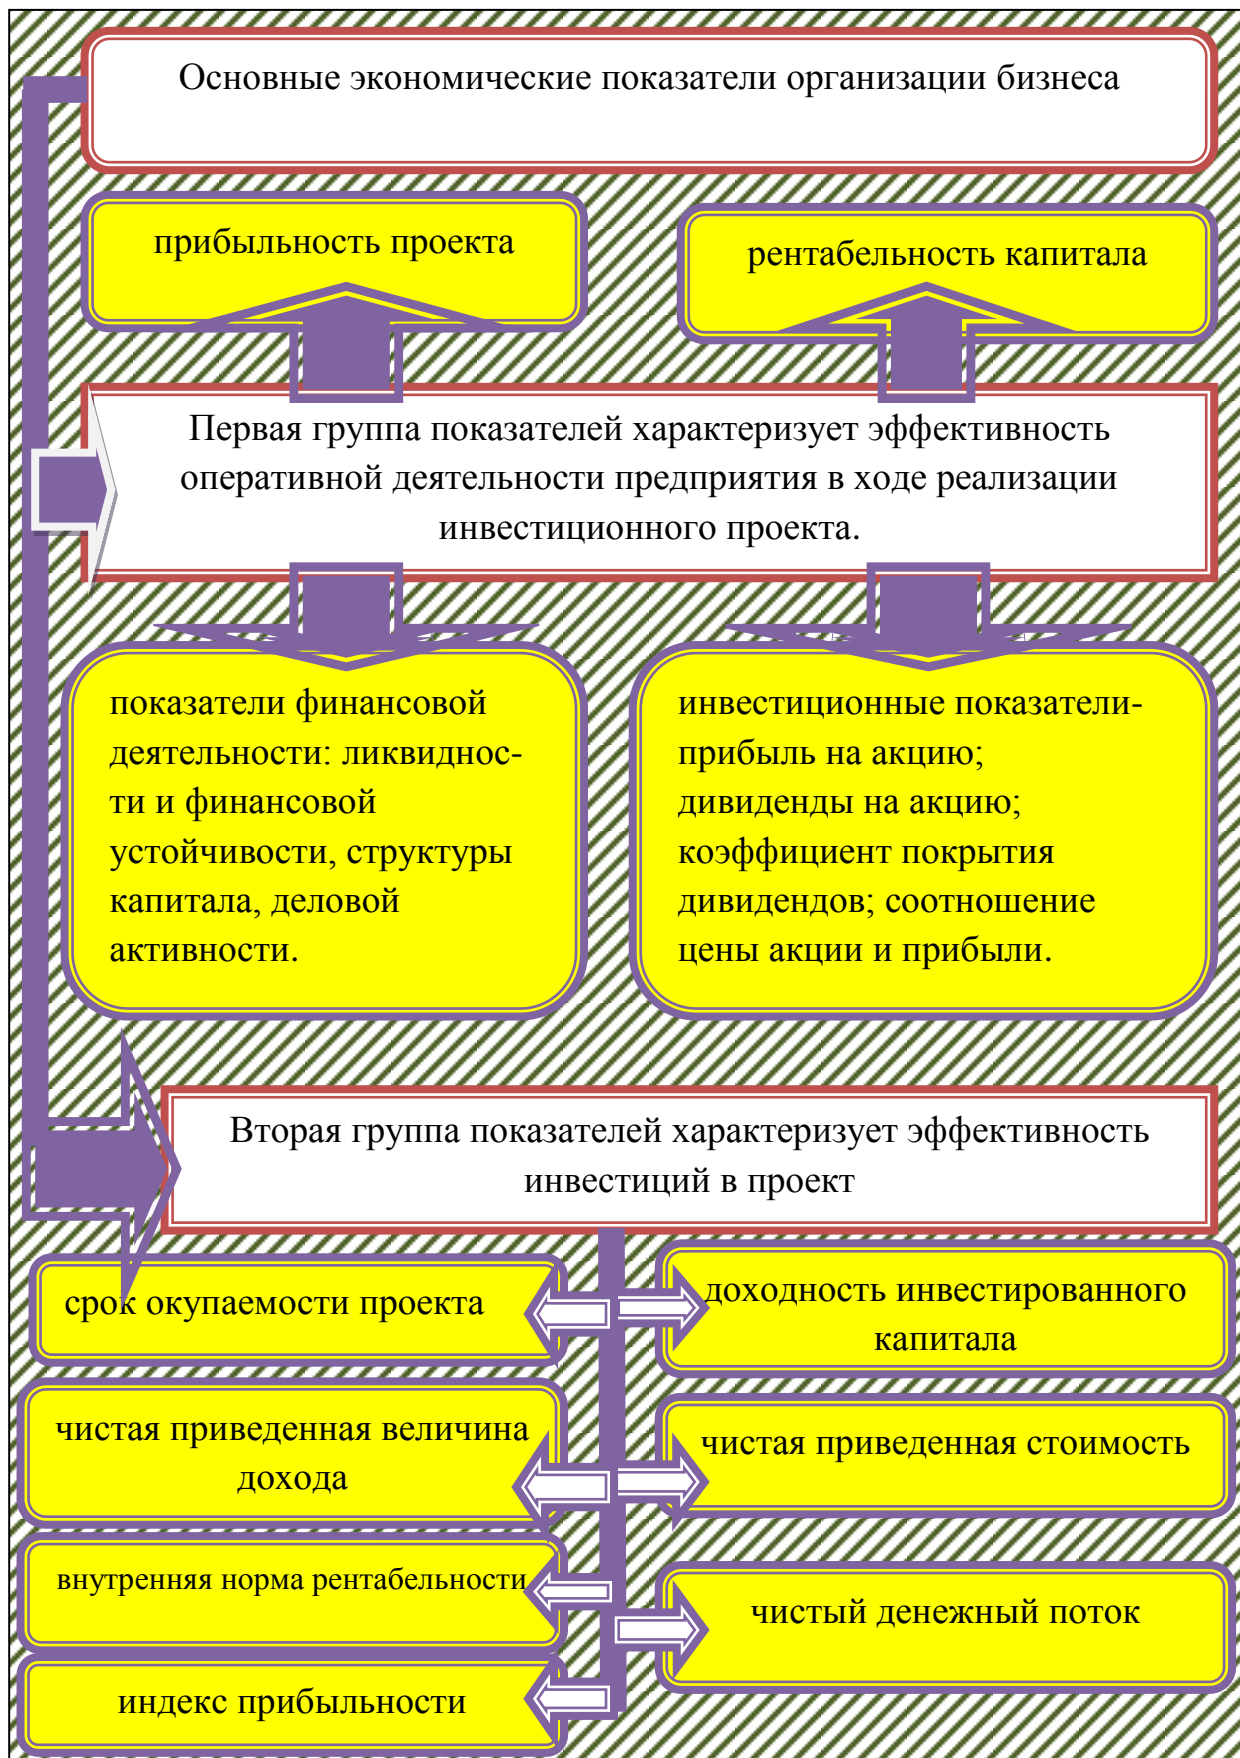 Основные экономические показатели организации бизнеса
прибыльность проекта
рентабельность капитала
Первая группа показателей характеризует эффективность
оперативной деятельности предприятия в ходе реализации
инвестиционного проекта.
показатели финансовой
деятельности: ликвиднос-
ти и финансовой
устойчивости, структуры
капитала, деловой
активности.
инвестиционные показатели-
прибыль на акцию;
дивиденды на акцию;
коэффициент покрытия
дивидендов; соотношение
цены акции и прибыли.
Вторая группа показателей характеризует эффективность
инвестиций в проект
срок окупаемости проекта
доходность инвестированного
капитала
чистая приведенная величина
дохода
чистая приведенная стоимость
внутренняя норма рентабельности
чистый денежный поток
индекс прибыльности